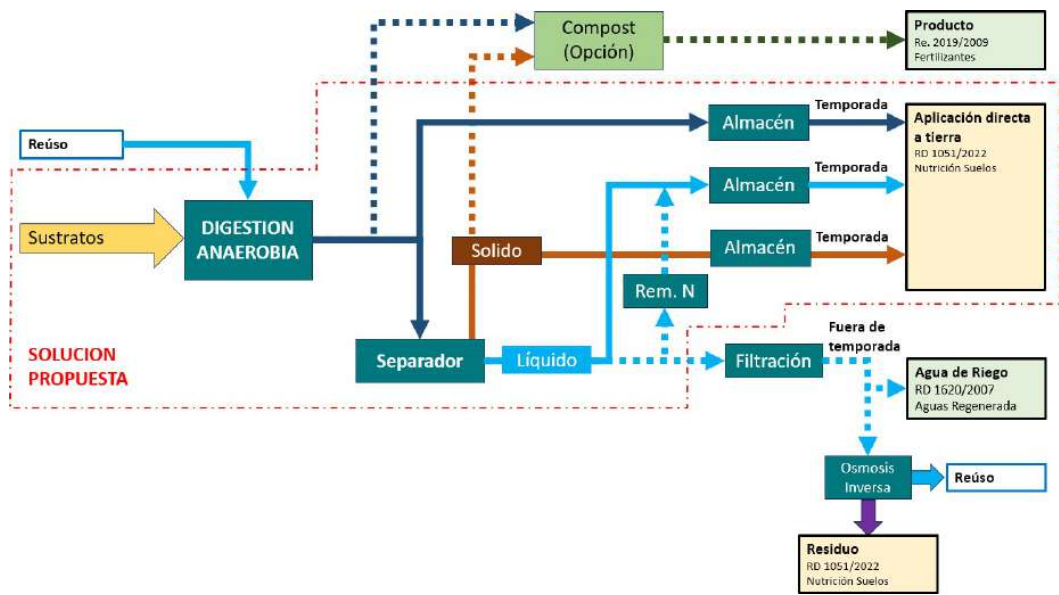 Compost
(Opción)
Producto
Re. 2019/2009
Fertilizantes
Reúso
Almacén
Temporada
Aplicación directa
a tierra
RD 1051/2022
Nutrición Suelos
Almacén
Temporada
Sustratos
DIGESTION
ANAEROBIA
Solido
Almacén
Temporada
Rem. N
SOLUCION
PROPUESTA
Separador
Líquido
Filtración
Fuera de
temporada
Agua de Riego
RD 1620/2007
Aguas Regenerada
Osmosis
Inversa
Reúso
Residuo
RD 1051/2022
Nutrición Suelos